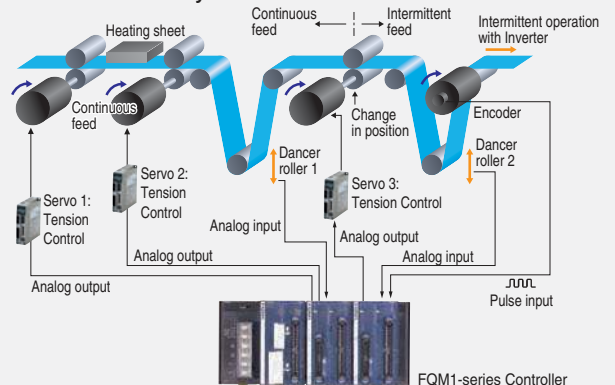 Heating sheet
Continuous
feed
Intermittent
feed
Intermittent operation
with Inverter
Continuous
feed
Change
in position
Encoder
Dancer
roller 1
Dancer
roller 2
Servo 1:
Tension
Control
Servo 2:
Tension
Control
Servo 3:
Tension Control
Analog input
Analog output
Analog output
Analog output
Analog input
Pulse input
FQM1-series Controller